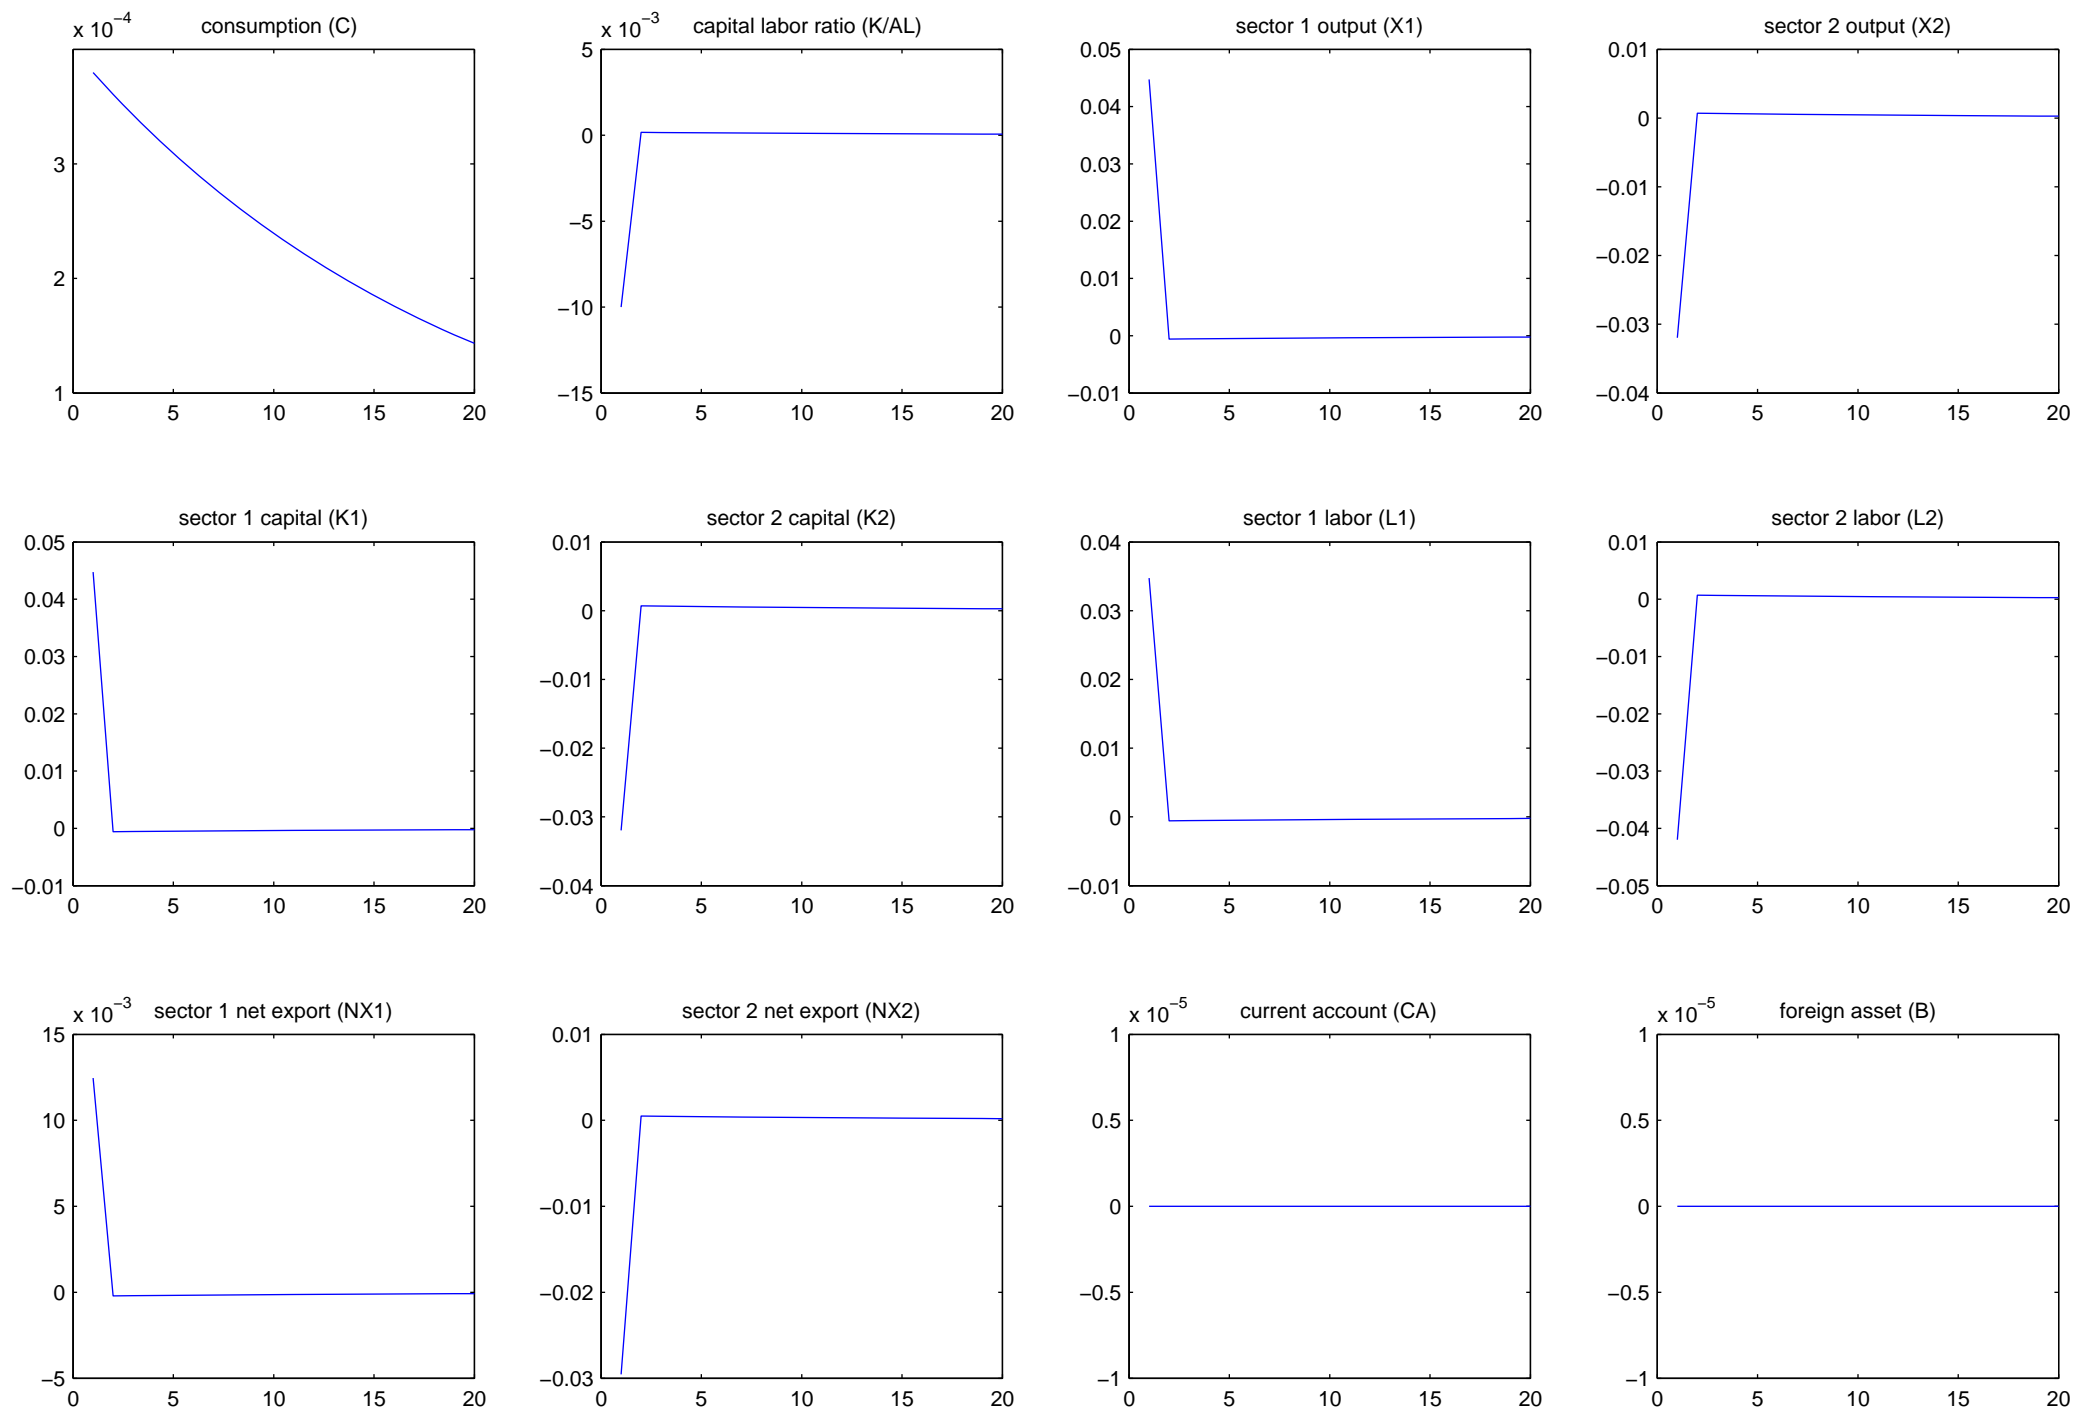 x 10−4 consumption (C)
3
2
1
0 5 10 15 20
x 10−3 capital labor ratio (K/AL)
5
0
−5
−10
−15
0 5 10 15 20
sector 1 output (X1)
0.05
0.04
0.03
0.02
0.01
0
−0.01
0 5 10 15 20
sector 2 output (X2)
0.01
0
−0.01
−0.02
−0.03
−0.04
0 5 10 15 20
sector 1 capital (K1)
0.05
0.04
0.03
0.02
0.01
0
−0.01
0 5 10 15 20
sector 2 capital (K2)
0.01
0
−0.01
−0.02
−0.03
−0.04
0 5 10 15 20
sector 1 labor (L1)
0.04
0.03
0.02
0.01
0
−0.01
0 5 10 15 20
sector 2 labor (L2)
0.01
0
−0.01
−0.02
−0.03
−0.04
−0.05
0 5 10 15 20
x 10−3 sector 1 net export (NX1)
15
10
5
0
−5
0 5 10 15 20
sector 2 net export (NX2)
0.01
0
−0.01
−0.02
−0.03
0 5 10 15 20
x 10−5 current account (CA)
1
0.5
0
−0.5
−1
0 5 10 15 20
x 10−5 foreign asset (B)
1
0.5
0
−0.5
−1
0 5 10 15 20